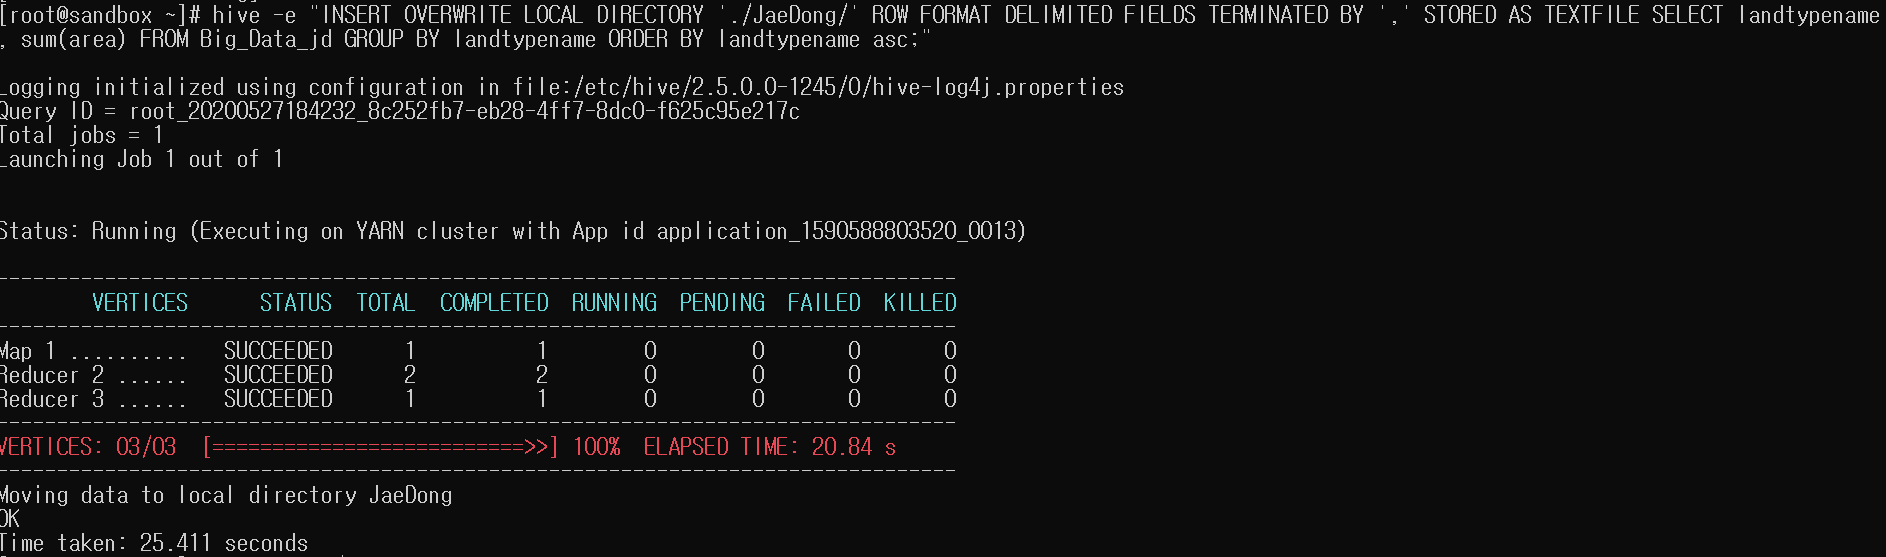 [root@sandbox ~]# hive -e "INSERT OVERWRITE LOCAL DIRECTORY './JaeDong/' ROW FORMAT DELIMITED FIELDS TERMINATED BY ',' STORED AS TEXTFILE SELECT landtypename
, sum(area) FROM Big_Data_jd GROUP BY landtypename ORDER BY landtypename asc;"
Logging initialized using configuration in file:/etc/hive/2.5.0.0-1245/0/hive-log4j.properties
Query ID = root_20200527184232_8c252fb7-eb28-4ff7-8dc0-f625c95e217c
Total jobs = 1
Launching Job 1 out of 1
Status: Running (Executing on YARN cluster with App id application_1590588803520_0013)
--------------------------------------------------------------------------------
VERTICES STATUS TOTAL COMPLETED RUNNING PENDING FAILED KILLED
--------------------------------------------------------------------------------
Map 1 .......... SUCCEEDED 1 1 0 0 0 0
Reducer 2 ...... SUCCEEDED 2 2 0 0 0 0
Reducer 3 ...... SUCCEEDED 1 1 0 0 0 0
--------------------------------------------------------------------------------
VERTICES: 03/03 [==========================>>] 100% ELAPSED TIME: 20.84 s
--------------------------------------------------------------------------------
Moving data to local directory JaeDong
OK
Time taken: 25.411 seconds